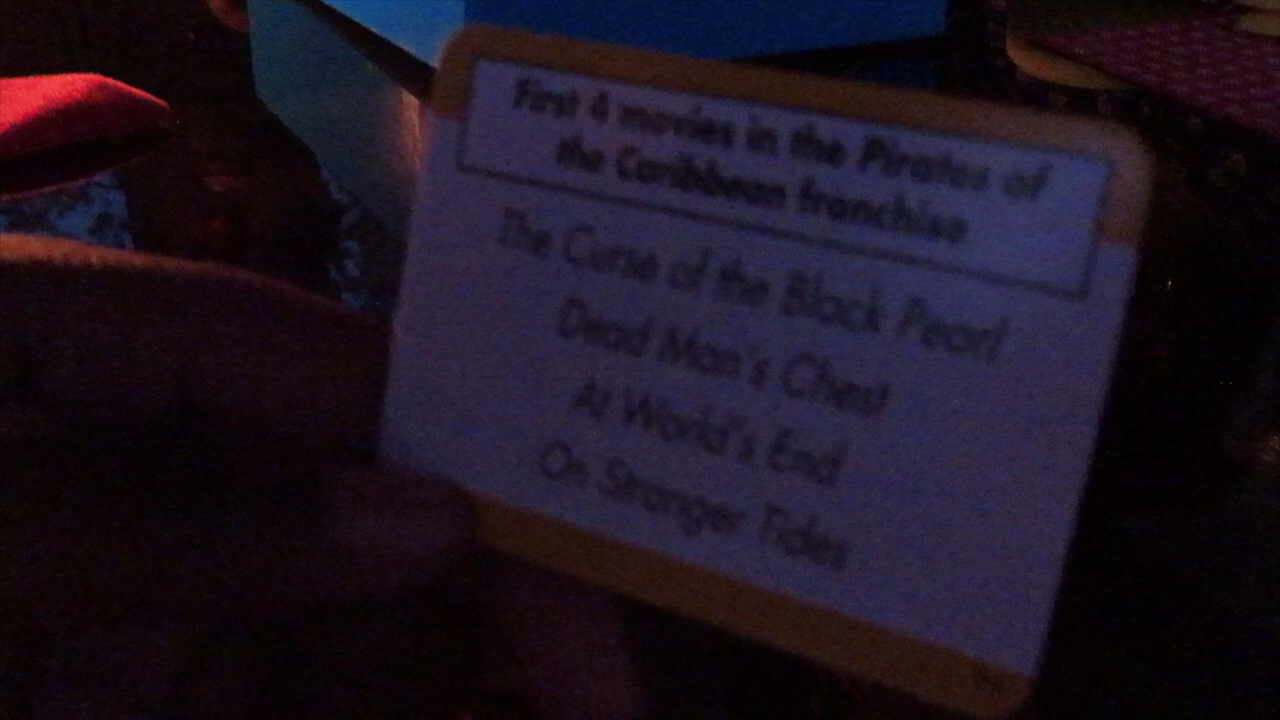 First 4 movies in the Pirates of
the Caribbean franchise
The Curse of the Black Pearl
Dead Man's Chest
At World's End
On Stranger Tides